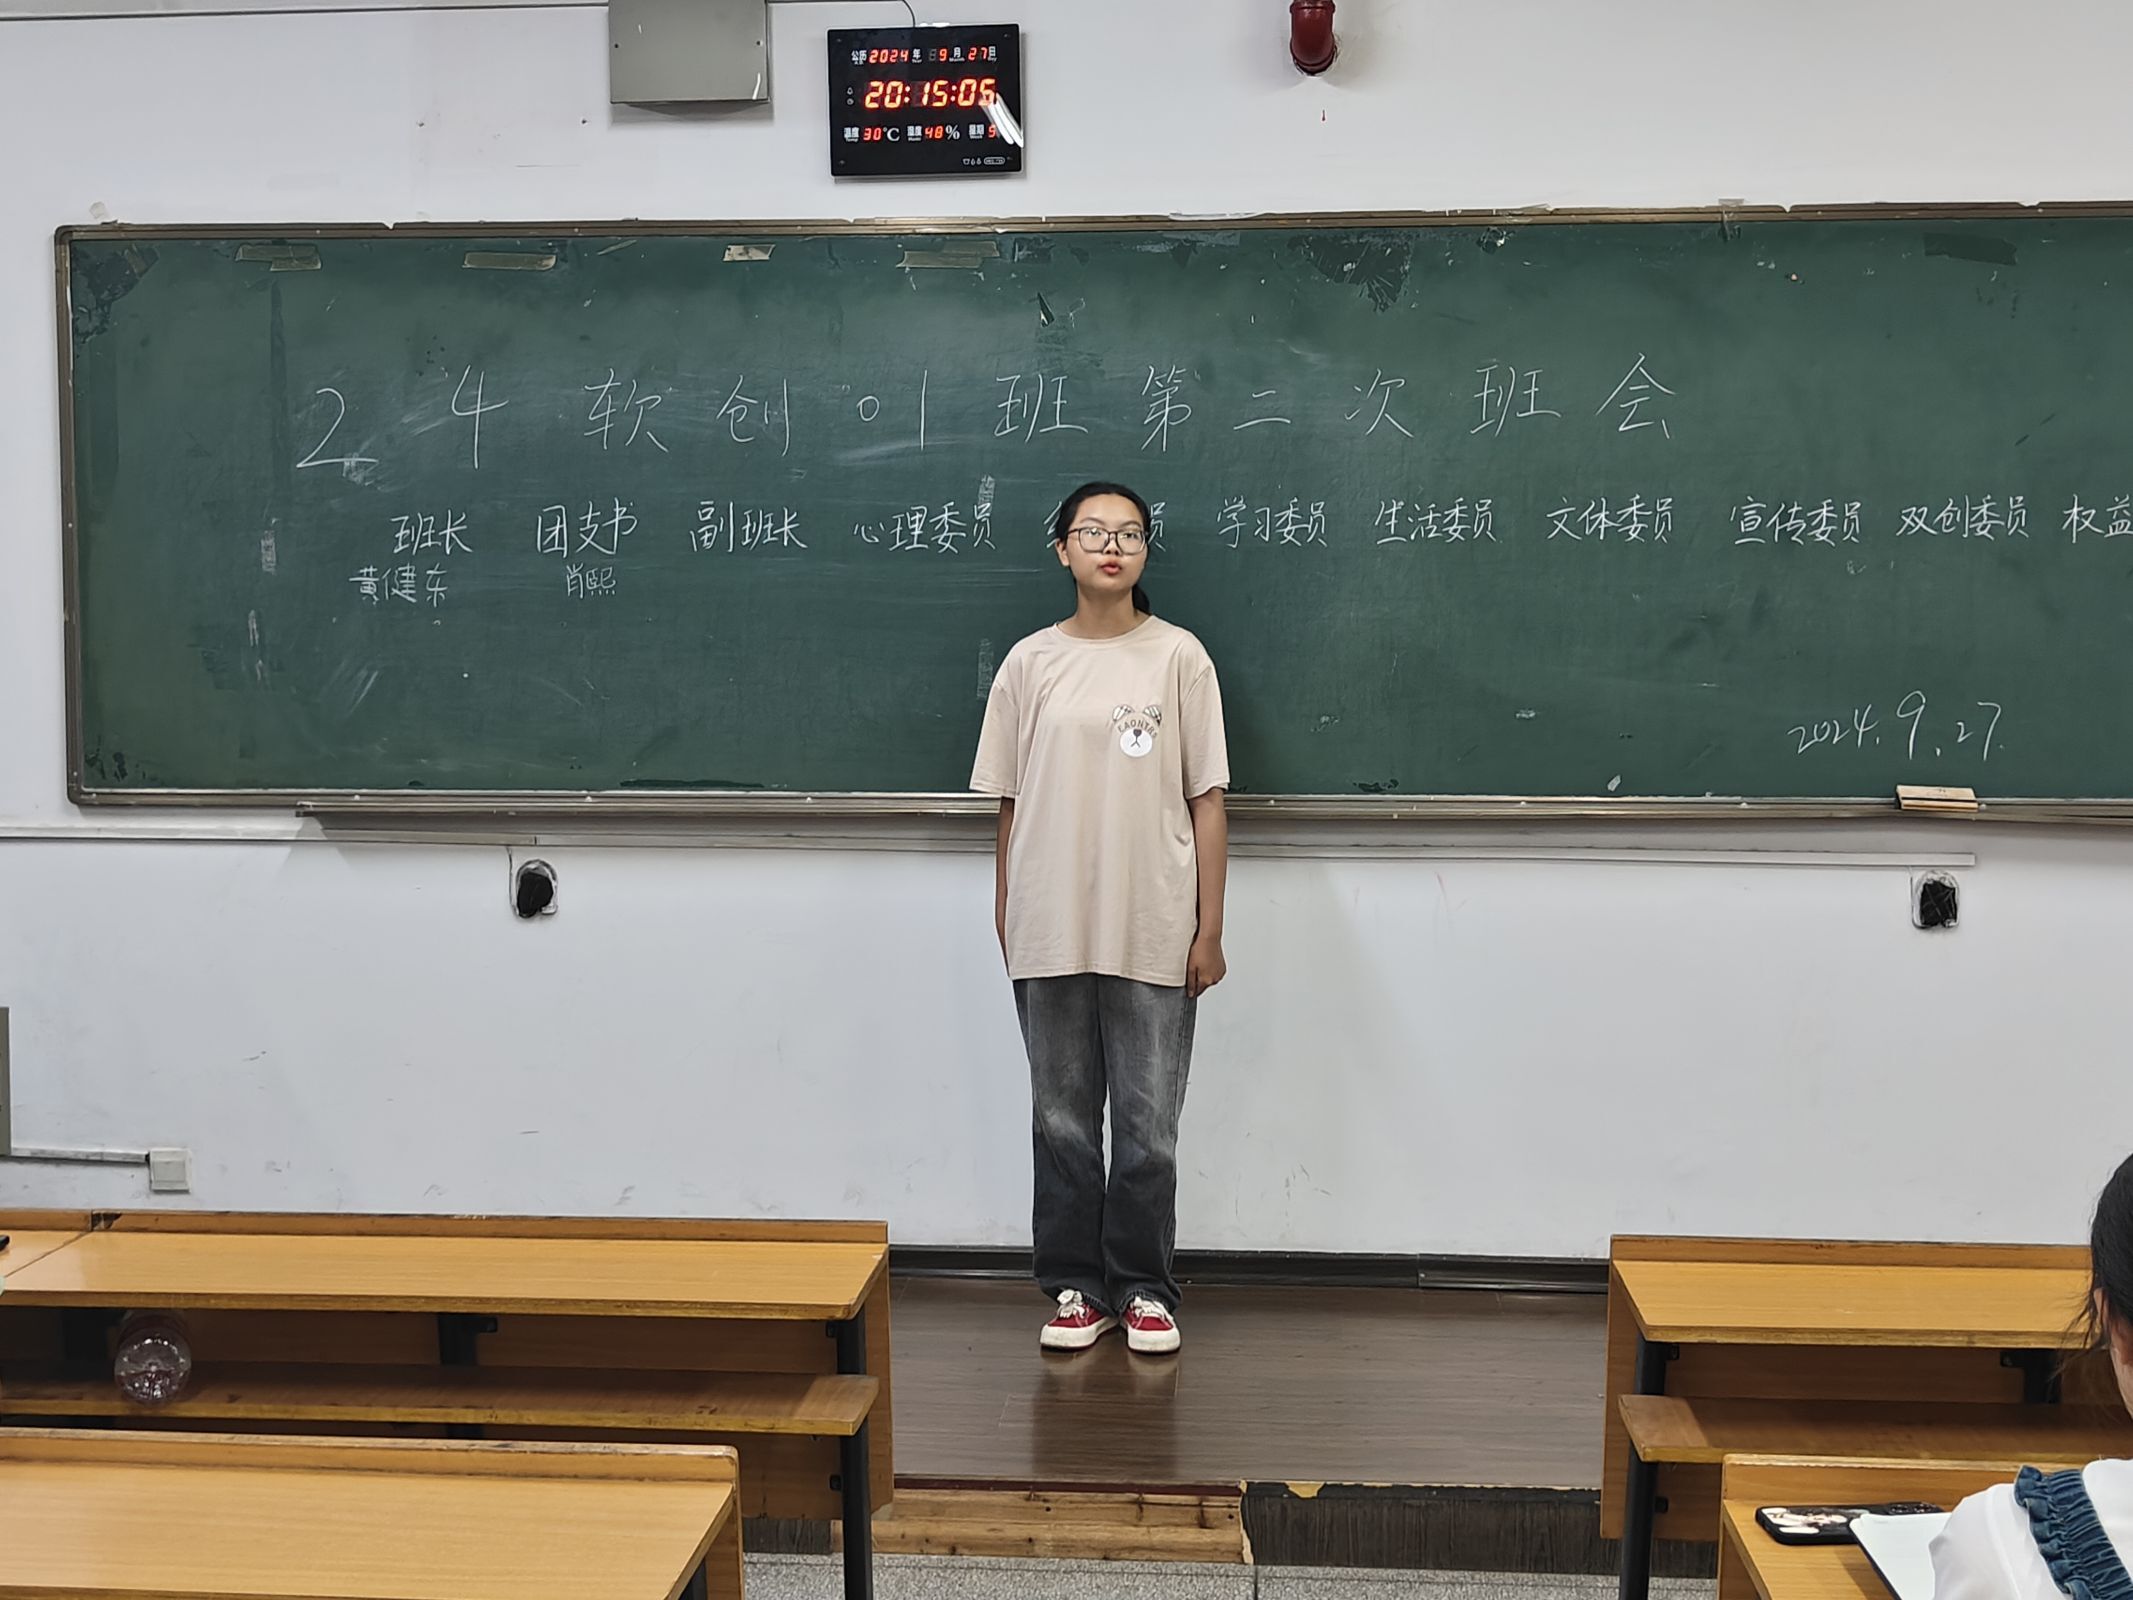 公历 2024 年 9 月 27 日
20:15:05
温度 30℃ 湿度 48% 星期 5
24软创01班第二次班会
班长 团支书 副班长 心理委员 员 学习委员 生活委员 文体委员 宣传委员 双创委员 权益
黄健东 肖熙
2024.9.27.